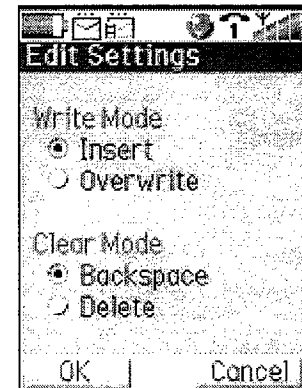 Edit Settings
Write Mode
Insert
Overwrite
Clear Mode
Backspace
Delete
OK
Cancel